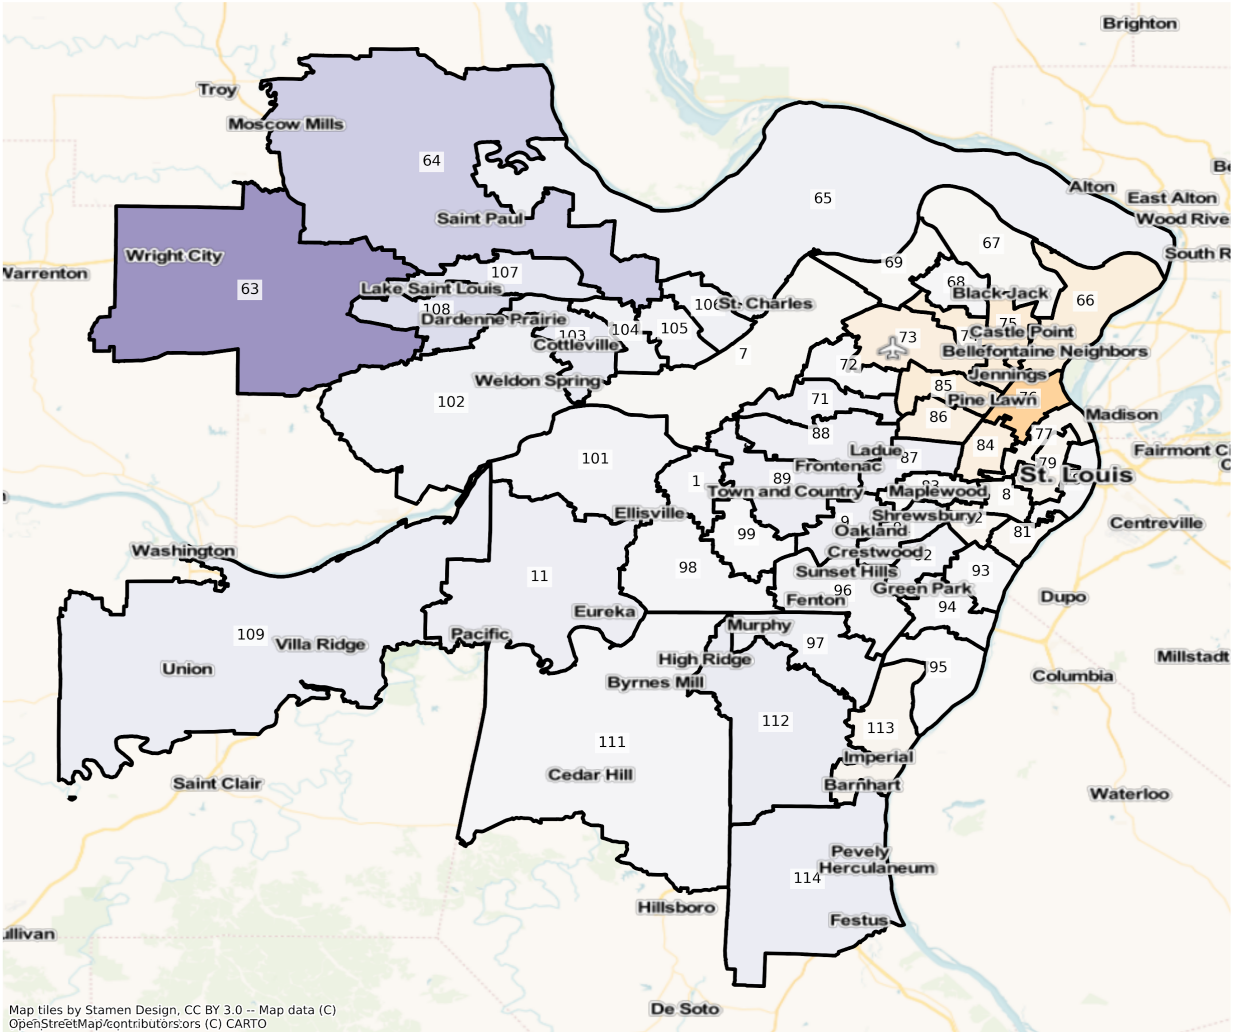 Brighton
Troy
Moscow Mills
64
Alton
East Alton
65
Saint Paul
67
South R
Wright City
69
Warrenton
107
68
63
Lake Saint Louis
Black Jack
66
106
St. Charles
108
Dardenne Prairie
103
104
105
75
Castle Point
73
Cottleville
7
Bellefontaine Neighbors
72
Jennings
Weldon Spring
85
71
Pine Lawn
76
102
86
Madison
88
77
84
Ladue
87
Fairmont Ci
101
79
Frontenac
1
89
St. Louis
83
Town and Country
Maplewood
8
Ellisville
Shrewsbury
2
9
Centreville
99
Oakland
81
Washington
Crestwood
2
98
Sunset Hills
93
11
96
Green Park
Fenton
Dupo
Eureka
94
Murphy
109
Pacific
97
Villa Ridge
Millstadt
High Ridge
95
Union
Columbia
Byrnes Mill
112
113
111
Imperial
Cedar Hill
Saint Clair
Barnhart
Waterloo
Pevely
Herculaneum
114
Hillsboro
Festus
ullivan
De Soto
Map tiles by Stamen Design, CC BY 3.0 -- Map data (C)
OpenStreetMap contributors (C) CARTO